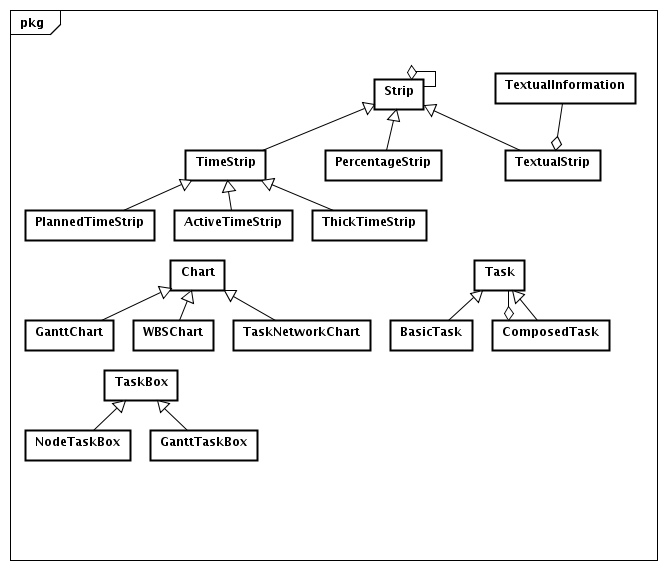 pkg
Strip
TextualInformation
TimeStrip
PercentageStrip
TextualStrip
PlannedTimeStrip
ActiveTimeStrip
ThickTimeStrip
Chart
Task
GanttChart
WBSChart
TaskNetworkChart
BasicTask
ComposedTask
TaskBox
NodeTaskBox
GanttTaskBox